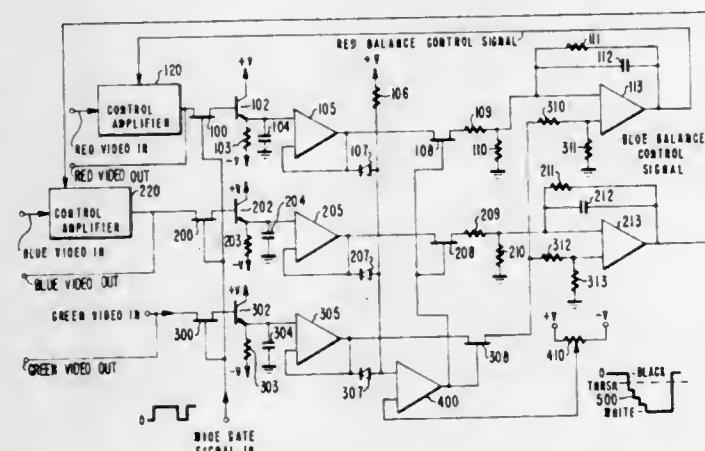 RED BALANCE CONTROL SIGNAL
111
112
120
+V
+V
102
105
106
109
310
113
CONTROL
AMPLIFIER
100
104
103
-V
107
108
110
311
RED VIDEO IN
RED VIDEO OUT
BLUE BALANCE
CONTROL
SIGNAL
220
+V
202
204
205
209
211
212
213
CONTROL
AMPLIFIER
200
203
-V
207
208
210
312
313
BLUE VIDEO IN
BLUE VIDEO OUT
+V
302
305
GREEN VIDEO IN
300
304
303
-V
307
308
+V
-V
410
GREEN VIDEO OUT
400
0
BLACK
THRSH
500
WHITE
0
WIDE GATE
SIGNAL IN